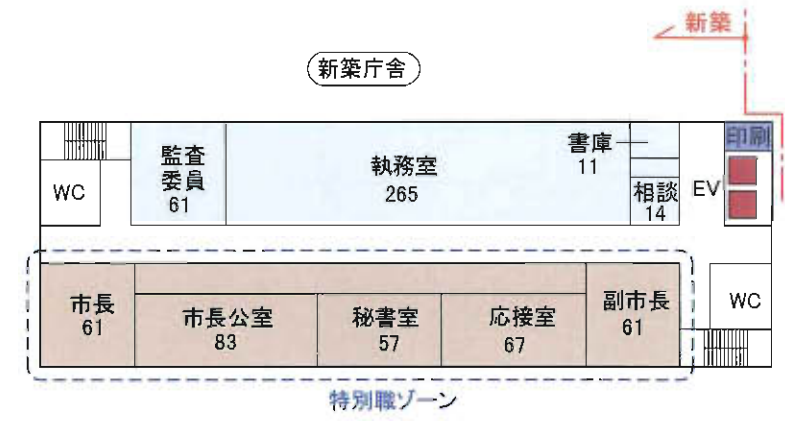 新築
新築庁舎
印刷
監査
委員
61
執務室
265
書庫
11
相談
14
EV
WC
市長
61
市長公室
83
秘書室
57
応接室
67
副市長
61
WC
特別職ゾーン